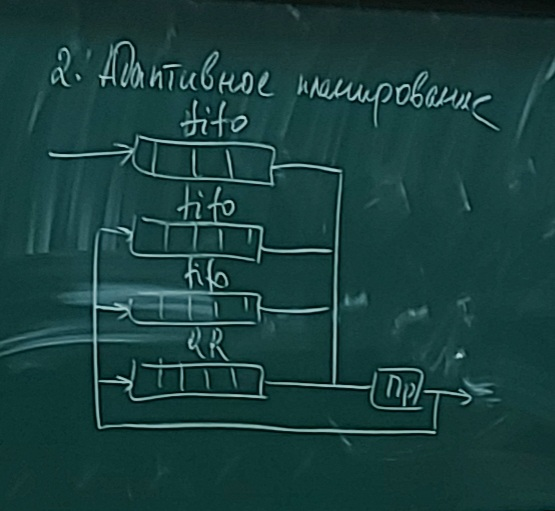 2. Адаптивное планирование
fifo
fifo
fifo
RR
Пр